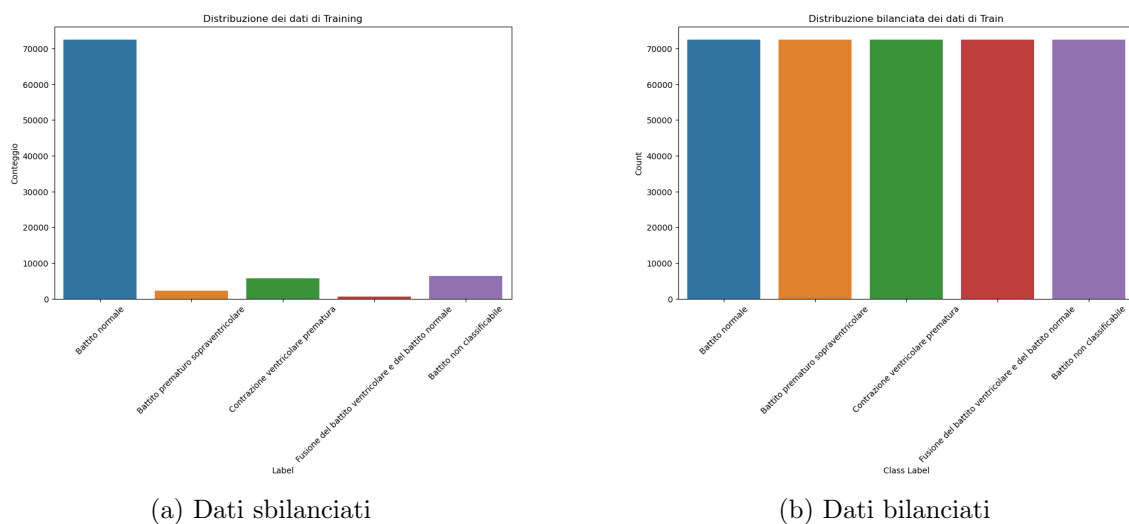 Distribuzione dei dati di Training
Conteggio
70000
60000
50000
40000
30000
20000
10000
0
Battito normale
Battito prematuro sopraventricolare
Contrazione ventricolare prematura
Fusione del battito ventricolare e del battito normale
Battito non classificabile
Label
(a) Dati sbilanciati
Distribuzione bilanciata dei dati di Train
Count
70000
60000
50000
40000
30000
20000
10000
0
Battito normale
Battito prematuro sopraventricolare
Contrazione ventricolare prematura
Fusione del battito ventricolare e del battito normale
Battito non classificabile
Class Label
(b) Dati bilanciati